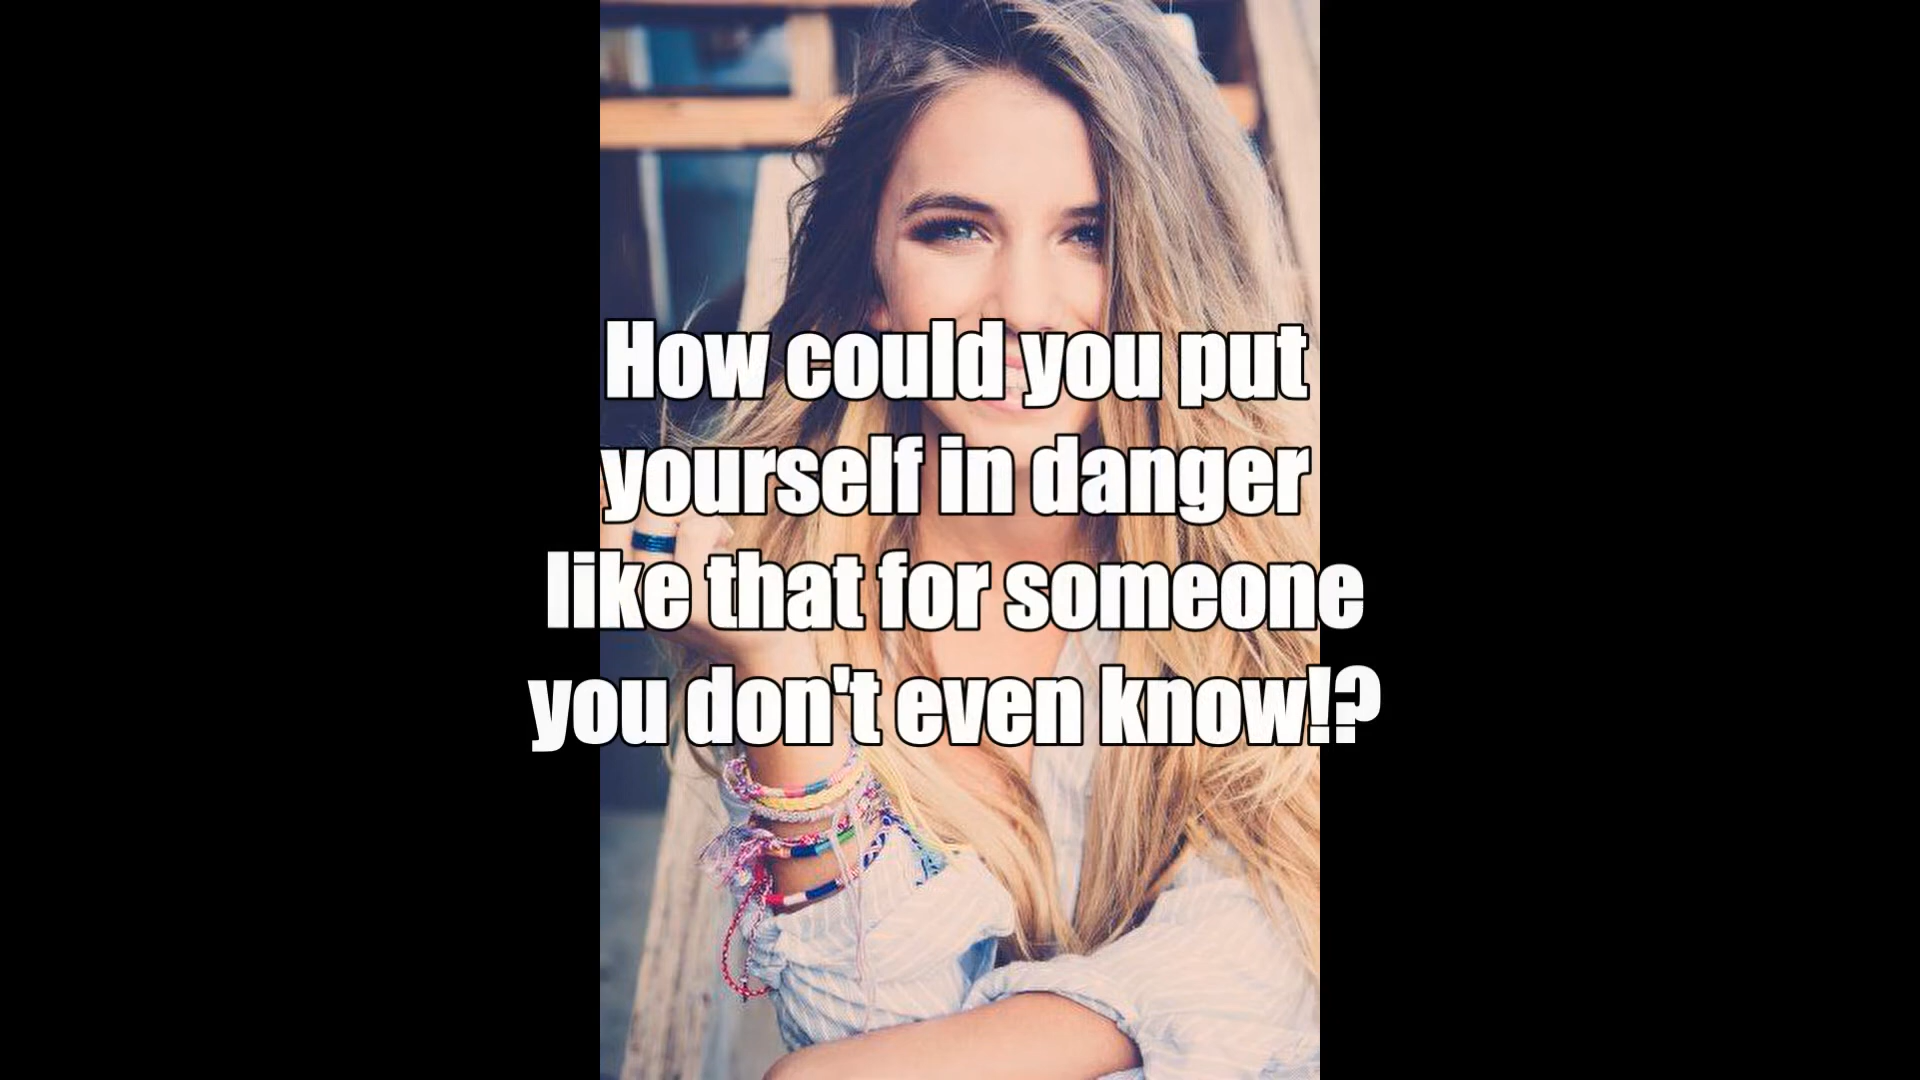 How could you put
yourself in danger
like that for someone
you don't even know!?